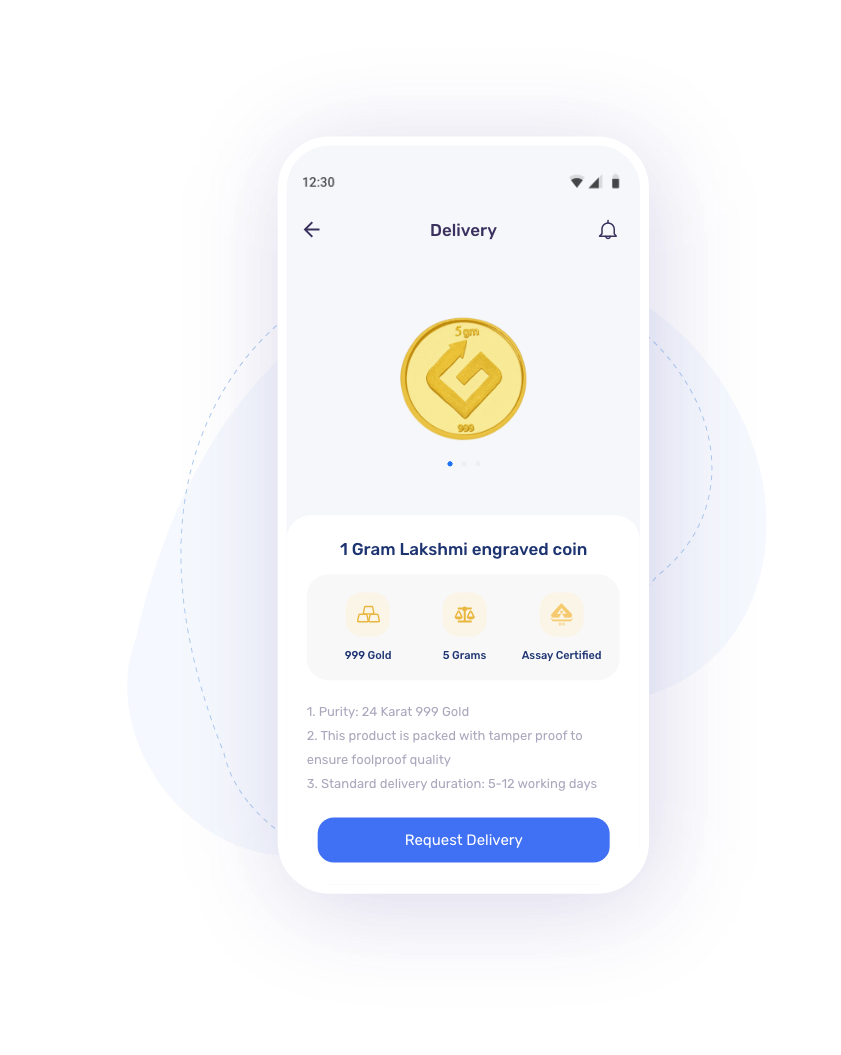 12:30
Delivery
5gm
999
1 Gram Lakshmi engraved coin
999 Gold
5 Grams
Assay Certified
1. Purity: 24 Karat 999 Gold
2. This product is packed with tamper proof to
ensure foolproof quality
3. Standard delivery duration: 5-12 working days
Request Delivery